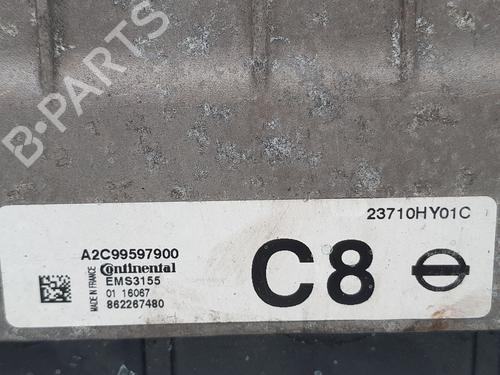 B-PARTS
23710HY01C
A2C99597900
Continental
EMS3155
01 16067
862267480
MADE IN FRANCE
C8